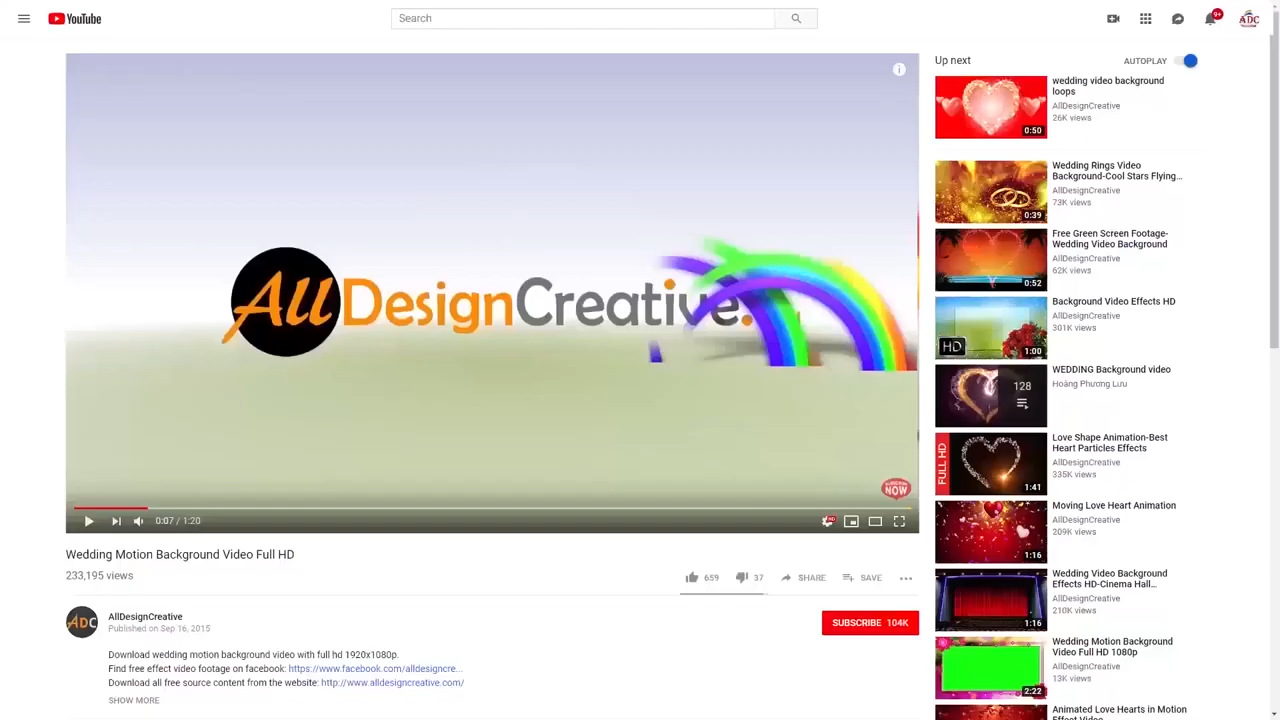 YouTube
Search
9+
ADC
AllDesignCreative.
SUBSCRIBE
NOW
0:07 / 1:20
HD
Wedding Motion Background Video Full HD
233,195 views
659
37
SHARE
SAVE
ADC
AllDesignCreative
Published on Sep 16, 2015
SUBSCRIBE 104K
Download wedding motion background video with full hd 1920x1080p.
Find free effect video footage on facebook: https://www.facebook.com/alldesigncre...
Download all free source content from the website: http://www.alldesigncreative.com/
SHOW MORE
Up next
AUTOPLAY
wedding video background
loops
AllDesignCreative
26K views
0:50
Wedding Rings Video
Background-Cool Stars Flying...
AllDesignCreative
73K views
0:39
Free Green Screen Footage-
Wedding Video Background
AllDesignCreative
62K views
0:52
Background Video Effects HD
AllDesignCreative
301K views
HD
1:00
WEDDING Background video
Hoàng Phương Lưu
128
Love Shape Animation-Best
Heart Particles Effects
AllDesignCreative
335K views
FULL HD
1:41
Moving Love Heart Animation
AllDesignCreative
209K views
1:16
Wedding Video Background
Effects HD-Cinema Hall...
AllDesignCreative
210K views
1:16
Wedding Motion Background
Video Full HD 1080p
AllDesignCreative
13K views
2:22
Animated Love Hearts in Motion
Effect Video